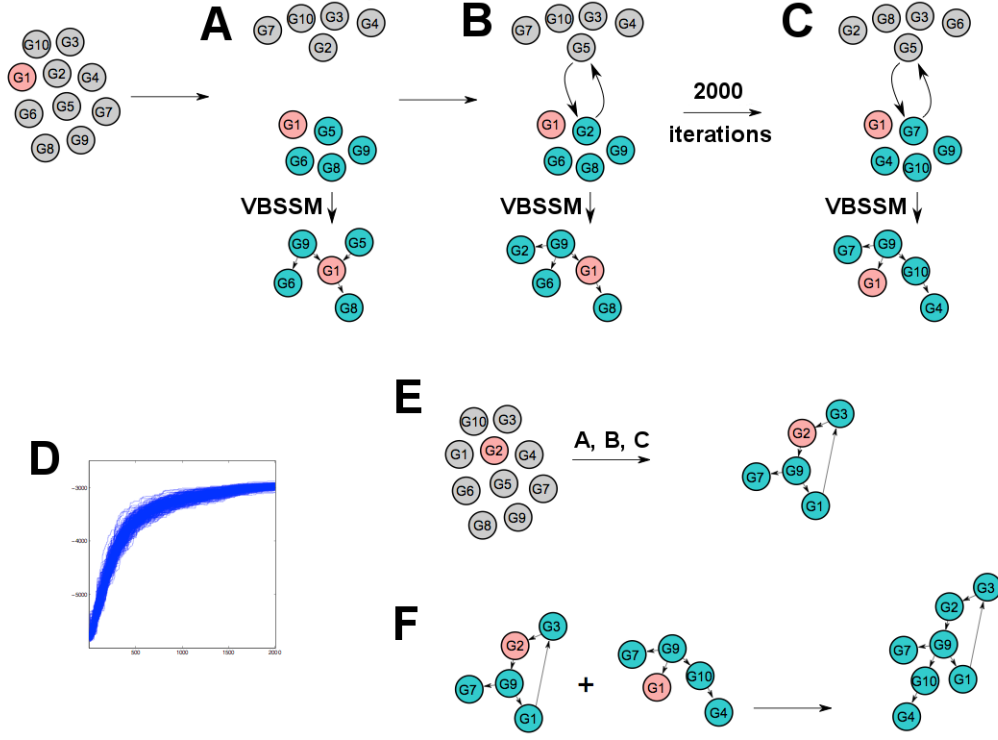 G10 G3
G1 G2 G4
G6 G5 G7
G8 G9
A
G7 G10 G3 G4
G2
G1 G5
G6 G8 G9
VBSSM
G9 G5
G6 G1
G8
B
G2 G10 G3 G4
G5
G1 G2
G6 G8 G9
VBSSM
G2 G9
G6 G1
G8
2000
iterations
C
G2 G8 G3 G6
G5
G1 G7
G4 G10 G9
VBSSM
G7 G9
G1 G10
G4
D
-3000
-4000
-5000
500 1000 1500 2000
E
G10 G3
G1 G2 G4
G6 G5 G7
G8 G9
A, B, C
G3
G2
G7 G9
G1
F
G3
G2
G7 G9
G1
+
G7 G9
G1 G10
G4
G3
G2
G7 G9
G10 G1
G4